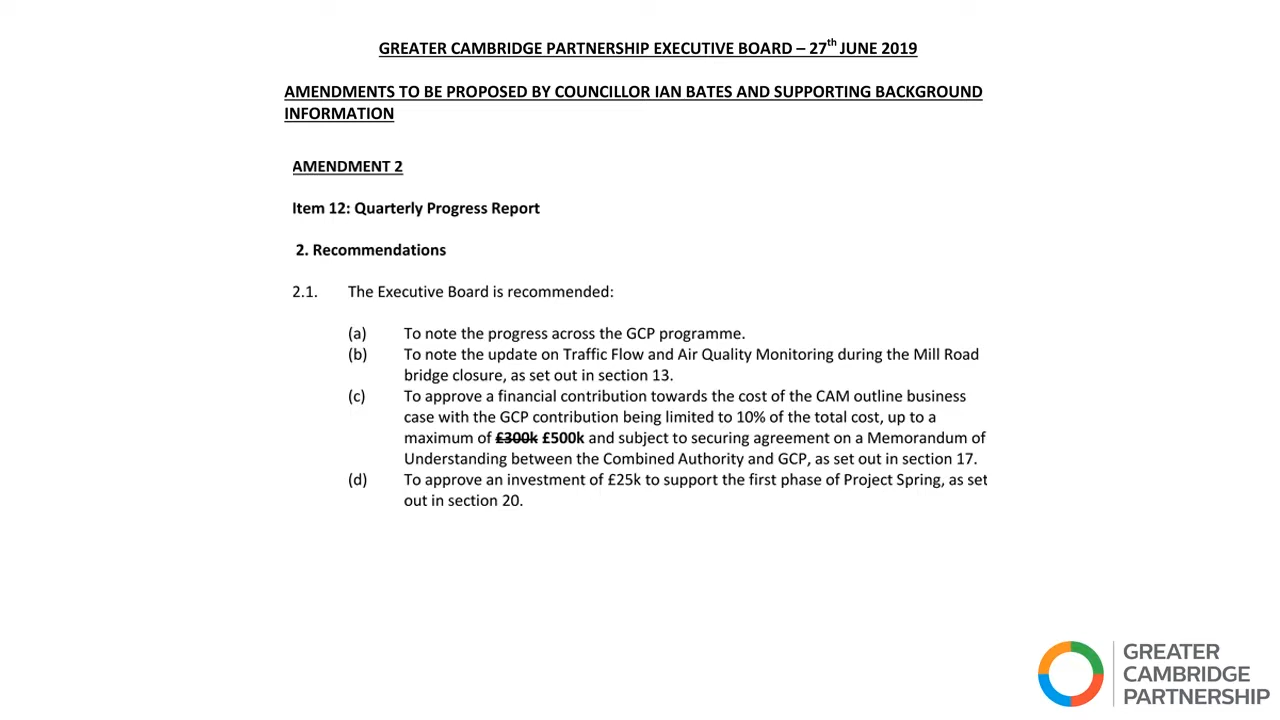 GREATER CAMBRIDGE PARTNERSHIP EXECUTIVE BOARD – 27th JUNE 2019
AMENDMENTS TO BE PROPOSED BY COUNCILLOR IAN BATES AND SUPPORTING BACKGROUND
INFORMATION
AMENDMENT 2
Item 12: Quarterly Progress Report
2. Recommendations
2.1. The Executive Board is recommended:
(a) To note the progress across the GCP programme.
(b) To note the update on Traffic Flow and Air Quality Monitoring during the Mill Road
bridge closure, as set out in section 13.
(c) To approve a financial contribution towards the cost of the CAM outline business
case with the GCP contribution being limited to 10% of the total cost, up to a
maximum of £300k £500k and subject to securing agreement on a Memorandum of
Understanding between the Combined Authority and GCP, as set out in section 17.
(d) To approve an investment of £25k to support the first phase of Project Spring, as set
out in section 20.
GREATER
CAMBRIDGE
PARTNERSHIP